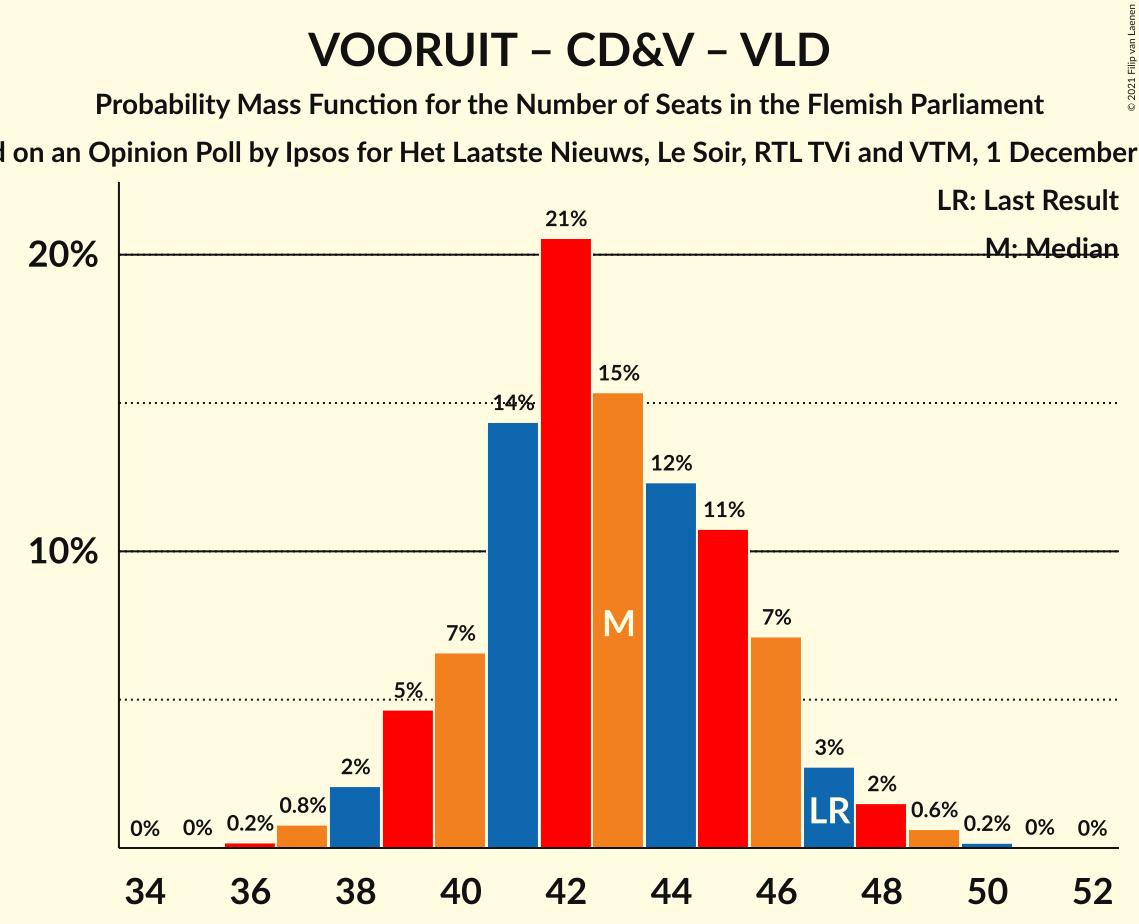 VOORUIT – CD&V – VLD
Probability Mass Function for the Number of Seats in the Flemish Parliament
on an Opinion Poll by Ipsos for Het Laatste Nieuws, Le Soir, RTL TVi and VTM, 1 December
© 2021 Filip van Laenen
LR: Last Result
M: Median
20%
10%
0%
0%
0.2%
0.8%
2%
5%
7%
14%
21%
15%
12%
11%
7%
3%
2%
0.6%
0.2%
0%
0%
M
LR
34 36 38 40 42 44 46 48 50 52